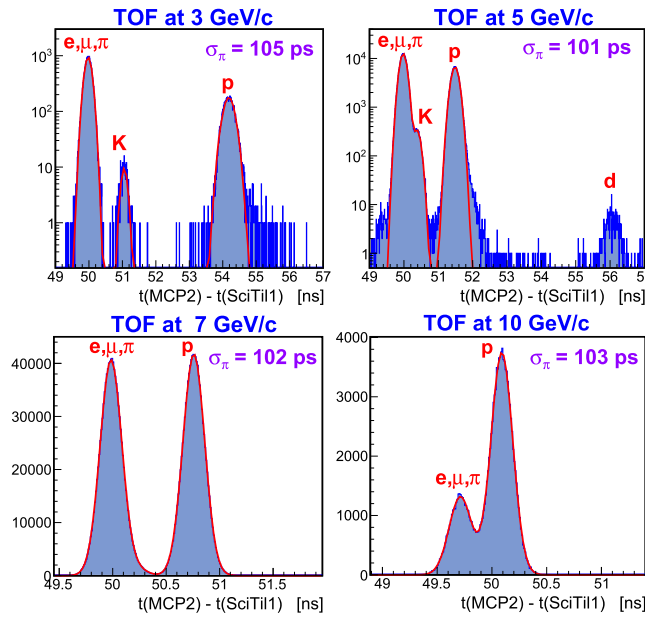 TOF at 3 GeV/c
e,μ,π
σπ = 105 ps
p
K
10³
10²
10
1
49 50 51 52 53 54 55 56 57
t(MCP2) - t(SciTil1) [ns]
TOF at 5 GeV/c
e,μ,π
p
σπ = 101 ps
K
d
10⁴
10³
10²
10
1
49 50 51 52 53 54 55 56 5
t(MCP2) - t(SciTil1) [ns]
TOF at 7 GeV/c
e,μ,π
p
σπ = 102 ps
40000
30000
20000
10000
0
49.5 50 50.5 51 51.5
t(MCP2) - t(SciTil1) [ns]
TOF at 10 GeV/c
p
σπ = 103 ps
e,μ,π
4000
3000
2000
1000
0
49 49.5 50 50.5 51
t(MCP2) - t(SciTil1) [ns]